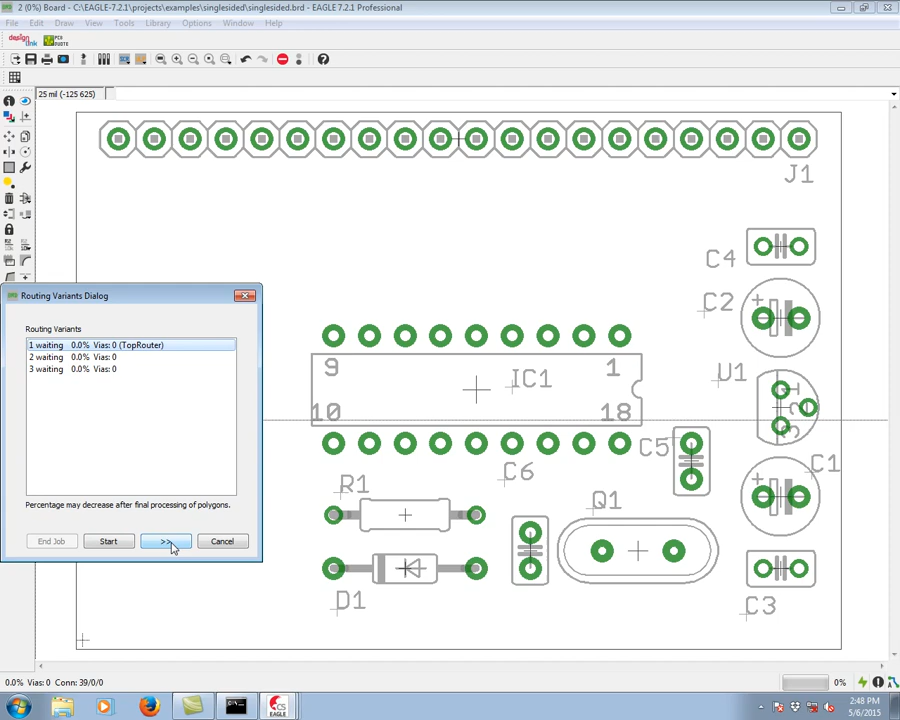 2 (0%) Board - C:\EAGLE-7.2.1\projects\examples\singlesided\singlesided.brd - EAGLE 7.2.1 Professional
File Edit Draw View Tools Library Options Window Help
design link PCB QUOTE
25 mil (-125 625)
J1
C4
C2
U1
C1
C3
9 1
IC1
10 18
C5
C6
R1
Q1
D1
Routing Variants Dialog
Routing Variants
1 waiting 0.0% Vias: 0 (TopRouter)
2 waiting 0.0% Vias: 0
3 waiting 0.0% Vias: 0
Percentage may decrease after final processing of polygons.
End Job Start >> Cancel
0.0% Vias: 0 Conn: 39/0/0 0%
EAGLE
2:48 PM
5/6/2015